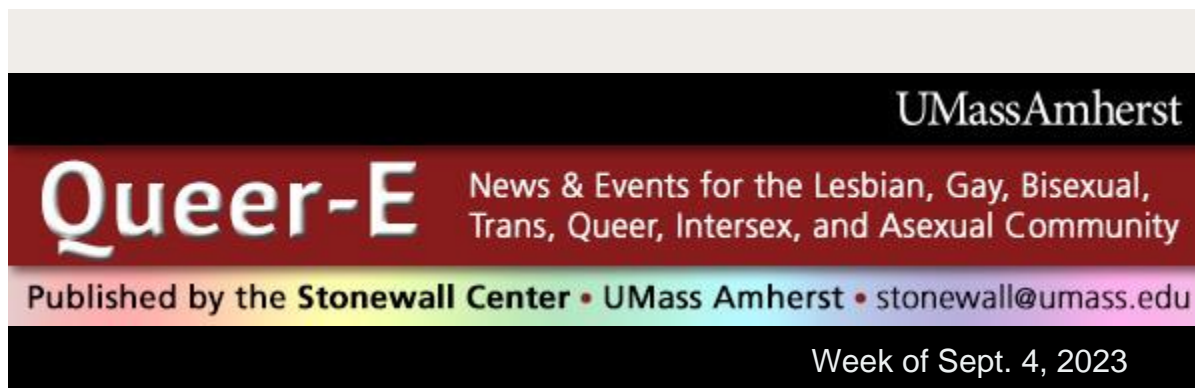 UMassAmherst
Queer-E
News & Events for the Lesbian, Gay, Bisexual,
Trans, Queer, Intersex, and Asexual Community
Published by the Stonewall Center • UMass Amherst • stonewall@umass.edu
Week of Sept. 4, 2023